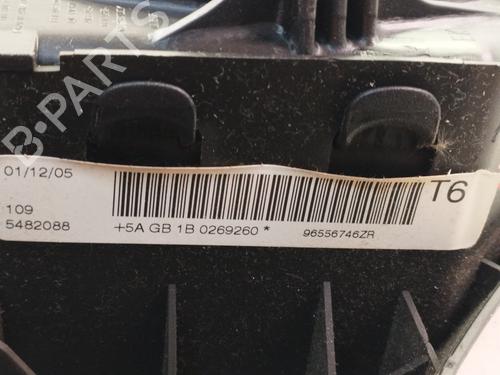 B-PARTS
01/12/05
T6
109
5482088
+5A GB 1B 0269260 *
96556746ZR